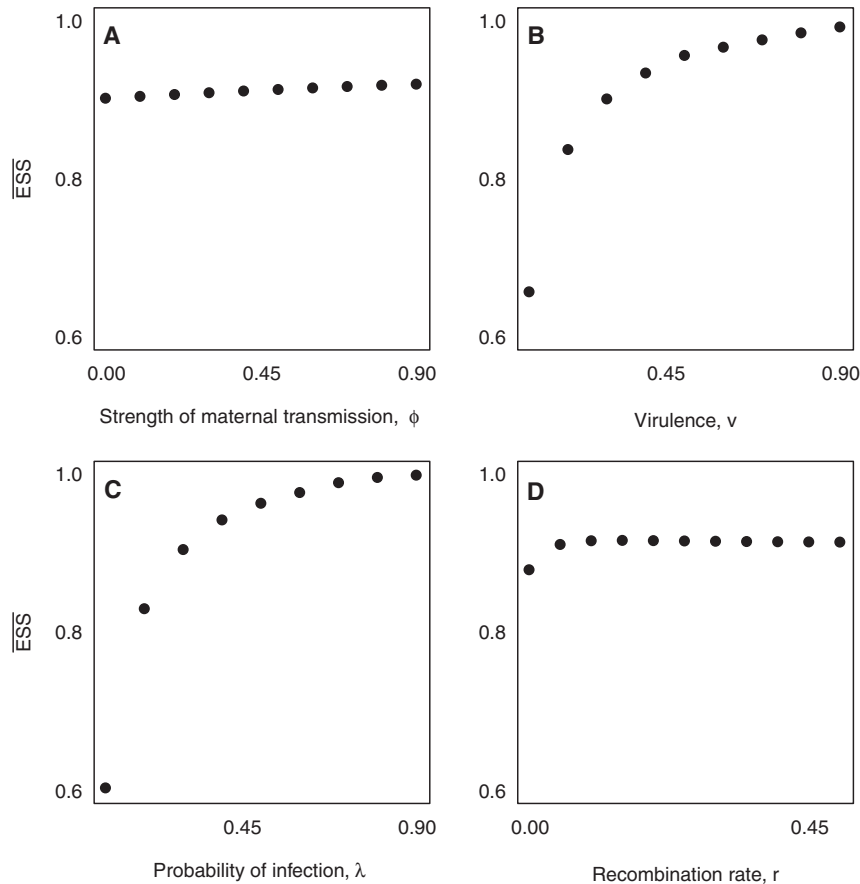 A
1.0
0.8
0.6
E̅S̅S̅
0.00 0.45 0.90
Strength of maternal transmission, ϕ
B
1.0
0.8
0.6
0.45 0.90
Virulence, v
C
1.0
0.8
0.6
E̅S̅S̅
0.45 0.90
Probability of infection, λ
D
1.0
0.8
0.6
0.00 0.45
Recombination rate, r